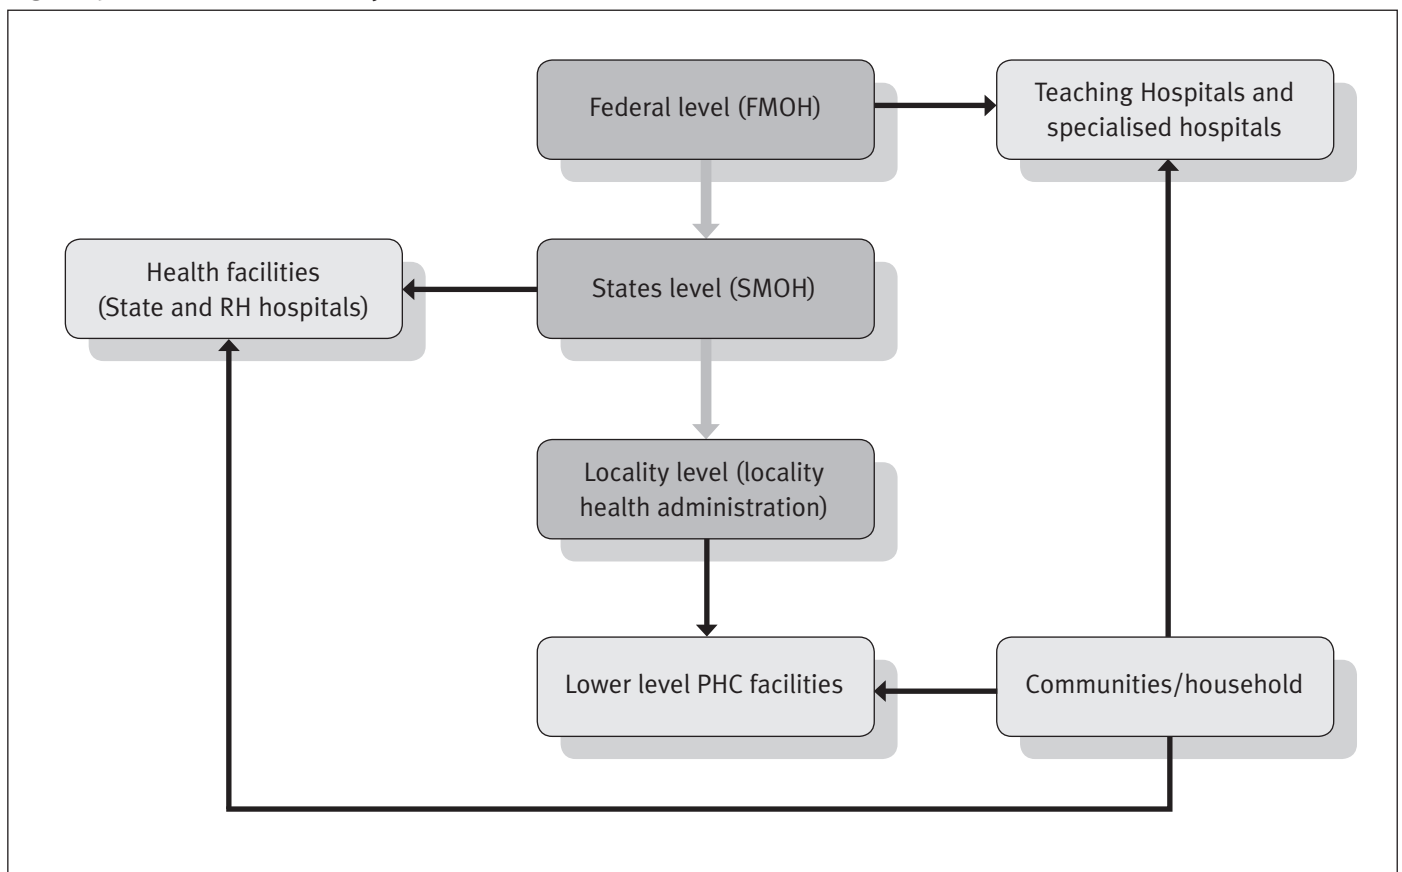 Federal level (FMOH)
Teaching Hospitals and
specialised hospitals
Health facilities
(State and RH hospitals)
States level (SMOH)
Locality level (locality
health administration)
Lower level PHC facilities
Communities/household